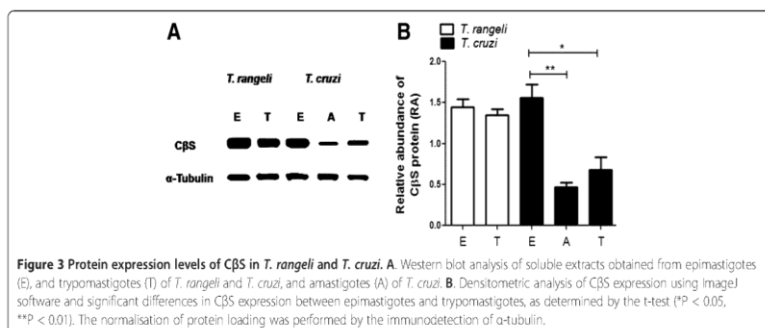 A
T. rangeli T. cruzi
E T E A T
CβS
α-Tubulin
B
T. rangeli
T. cruzi
Relative abundance of
CβS protein (RA)
2.0
1.5
1.0
0.5
0.0
*
**
E T E A T
Figure 3 Protein expression levels of CβS in T. rangeli and T. cruzi. A. Western blot analysis of soluble extracts obtained from epimastigotes
(E), and trypomastigotes (T) of T. rangeli and T. cruzi, and amastigotes (A) of T. cruzi. B. Densitometric analysis of CβS expression using ImageJ
software and significant differences in CβS expression between epimastigotes and trypomastigotes, as determined by the t-test (*P < 0.05,
**P < 0.01). The normalisation of protein loading was performed by the immunodetection of α-tubulin.